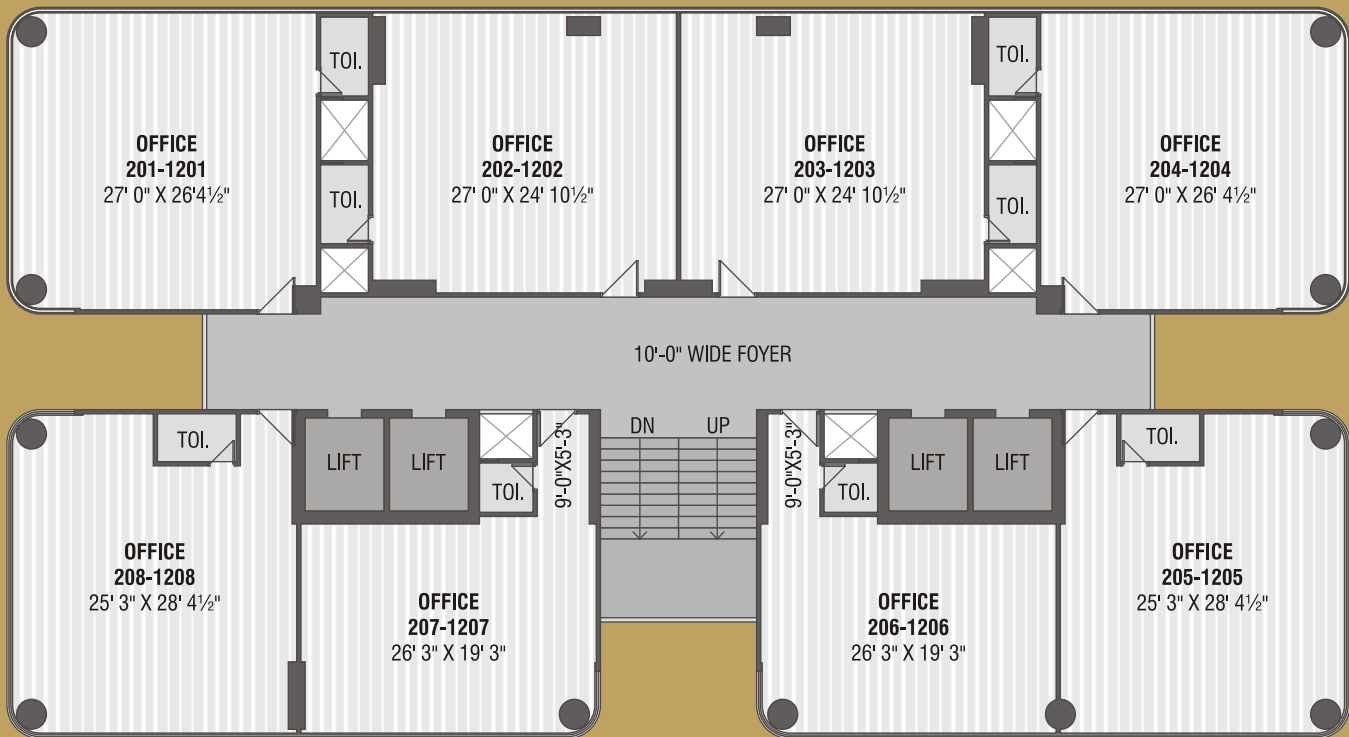 TOI.
TOI.
OFFICE
201-1201
27' 0" X 26'4½"
OFFICE
202-1202
27' 0" X 24' 10½"
OFFICE
203-1203
27' 0" X 24' 10½"
OFFICE
204-1204
27' 0" X 26' 4½"
TOI.
TOI.
10'-0" WIDE FOYER
DN
UP
TOI.
LIFT
LIFT
TOI.
9'-0"X5'-3"
9'-0"X5'-3"
TOI.
LIFT
LIFT
TOI.
OFFICE
208-1208
25' 3" X 28' 4½"
OFFICE
207-1207
26' 3" X 19' 3"
OFFICE
206-1206
26' 3" X 19' 3"
OFFICE
205-1205
25' 3" X 28' 4½"